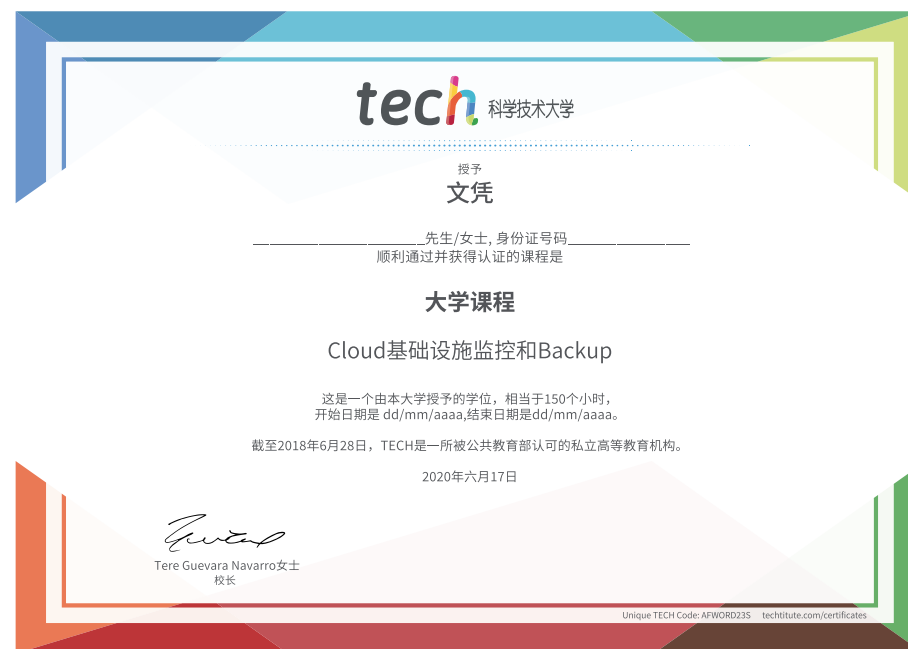 tech 科学技术大学
授予
文凭
________________________先生/女士, 身份证号码_________________
顺利通过并获得认证的课程是
大学课程
Cloud基础设施监控和Backup
这是一个由本大学授予的学位，相当于150个小时，
开始日期是 dd/mm/aaaa,结束日期是dd/mm/aaaa。
截至2018年6月28日，TECH是一所被公共教育部认可的私立高等教育机构。
2020年六月17日
Tere Guevara Navarro女士
校长
Unique TECH Code: AFWORD23S techtitute.com/certificates